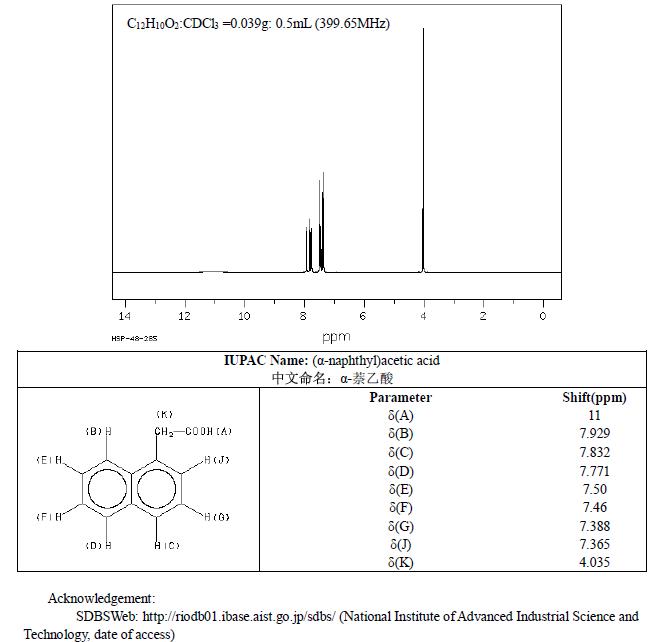 C₁₂H₁₀O₂:CDCl₃ =0.039g: 0.5mL (399.65MHz)
14 12 10 8 6 4 2 0
HSP-48-285 ppm
IUPAC Name: (α-naphthyl)acetic acid
中文命名：α-萘乙酸
Parameter Shift(ppm)
δ(A) 11
δ(B) 7.929
δ(C) 7.832
δ(D) 7.771
δ(E) 7.50
δ(F) 7.46
δ(G) 7.388
δ(J) 7.365
δ(K) 4.035
(K)
(B) H CH₂—COOH (A)
(E) H H (J)
(F) H H (G)
(D) H H (C)
Acknowledgement:
SDBSWeb: http://riodb01.ibase.aist.go.jp/sdbs/ (National Institute of Advanced Industrial Science and
Technology, date of access)